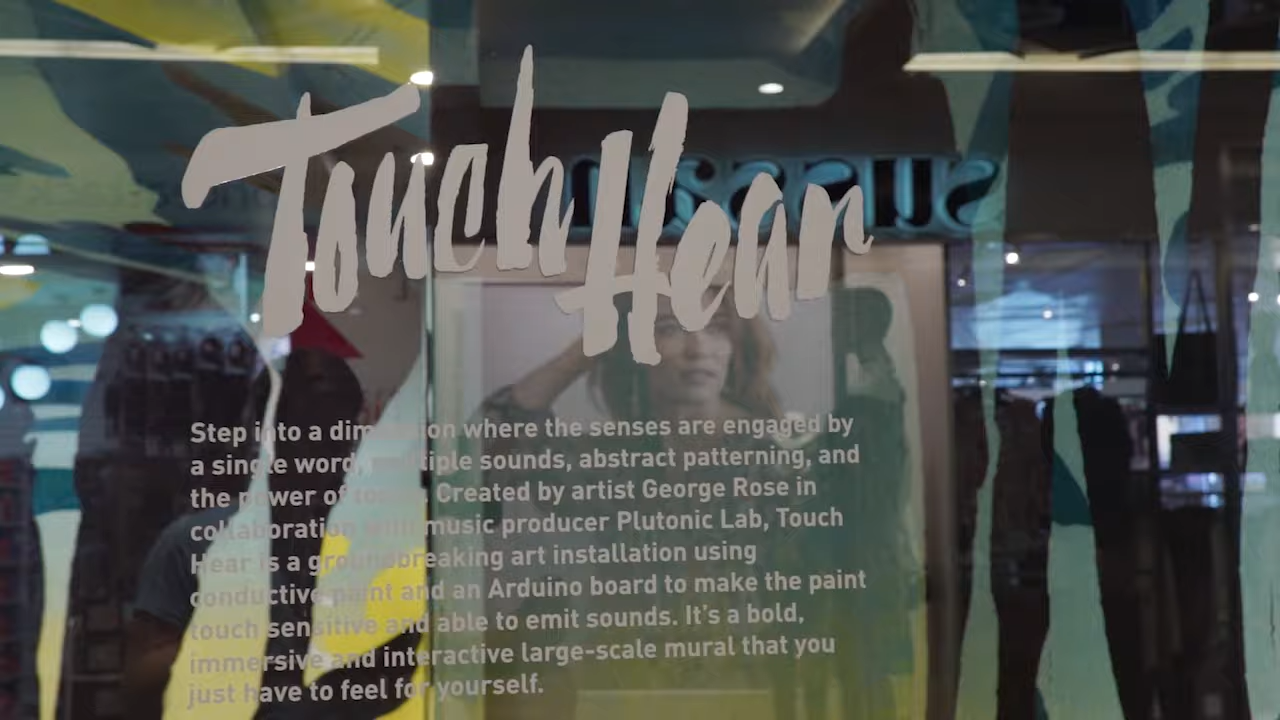 Touch Hear
Step into a dimension where the senses are engaged by
a single word, multiple sounds, abstract patterning, and
the power of touch. Created by artist George Rose in
collaboration with music producer Plutonic Lab, Touch
Hear is a groundbreaking art installation using
conductive paint and an Arduino board to make the paint
touch sensitive and able to emit sounds. It's a bold,
immersive and interactive large-scale mural that you
just have to feel for yourself.